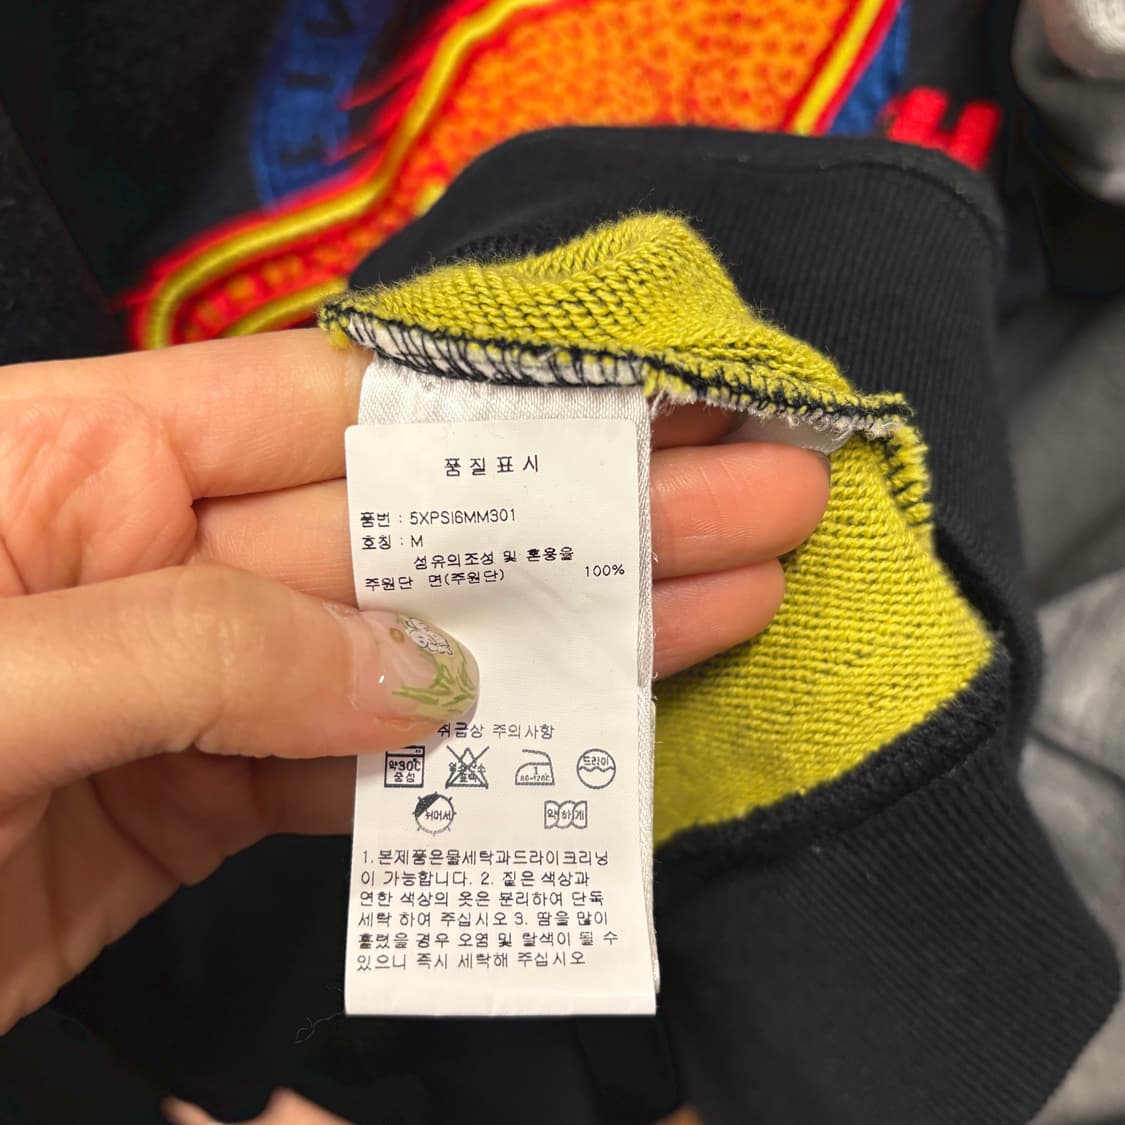 품질표시
품번 : 5XPSI6MM301
호칭 : M
섬유의조성 및 혼용율
주원단 면(주원단) 100%
취급상 주의사항
약30℃ 중성
드라이
약하게
1. 본제품은물세탁과드라이크리닝
이 가능합니다. 2. 짙은 색상과
연한 색상의 옷은 분리하여 단독
세탁 하여 주십시오 3. 땀을 많이
흘렸을 경우 오염 및 탈색이 될 수
있으니 즉시 세탁해 주십시오